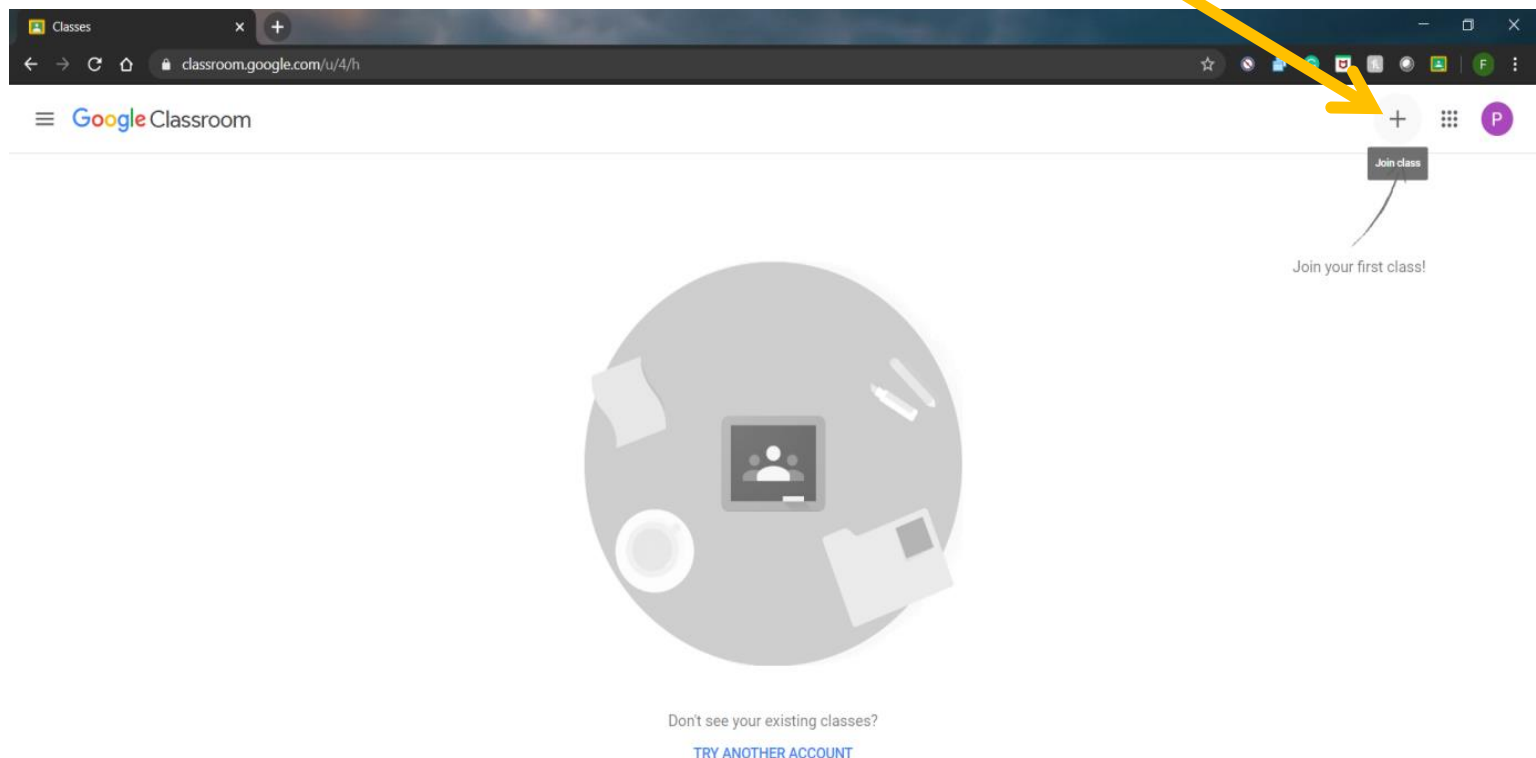 Classes
classroom.google.com/u/4/h
F
Google Classroom
P
Join class
Join your first class!
Don't see your existing classes?
TRY ANOTHER ACCOUNT